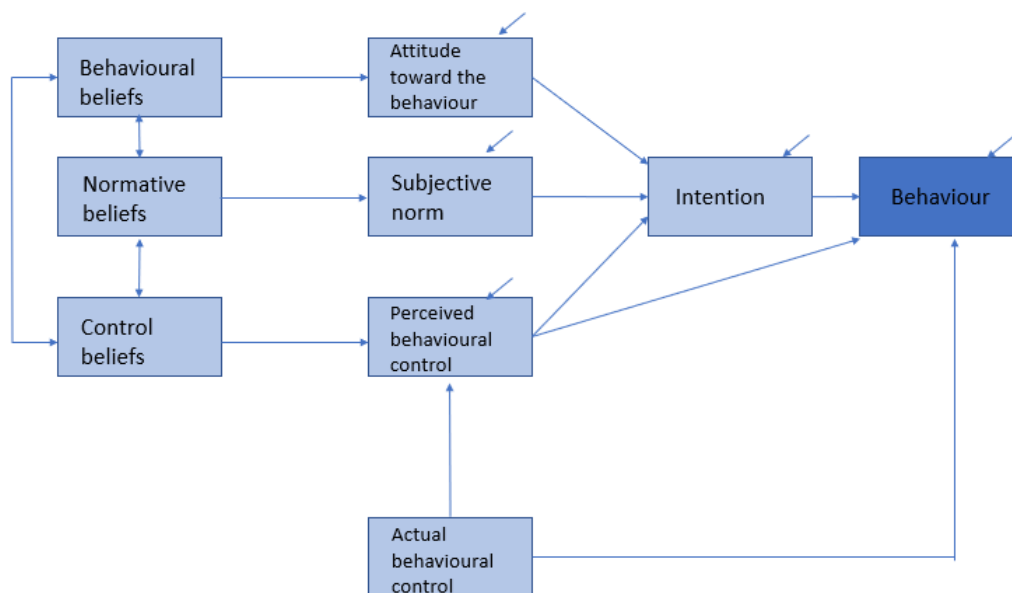 Behavioural
beliefs
Attitude
toward the
behaviour
Normative
beliefs
Subjective
norm
Intention
Behaviour
Control
beliefs
Perceived
behavioural
control
Actual
behavioural
control